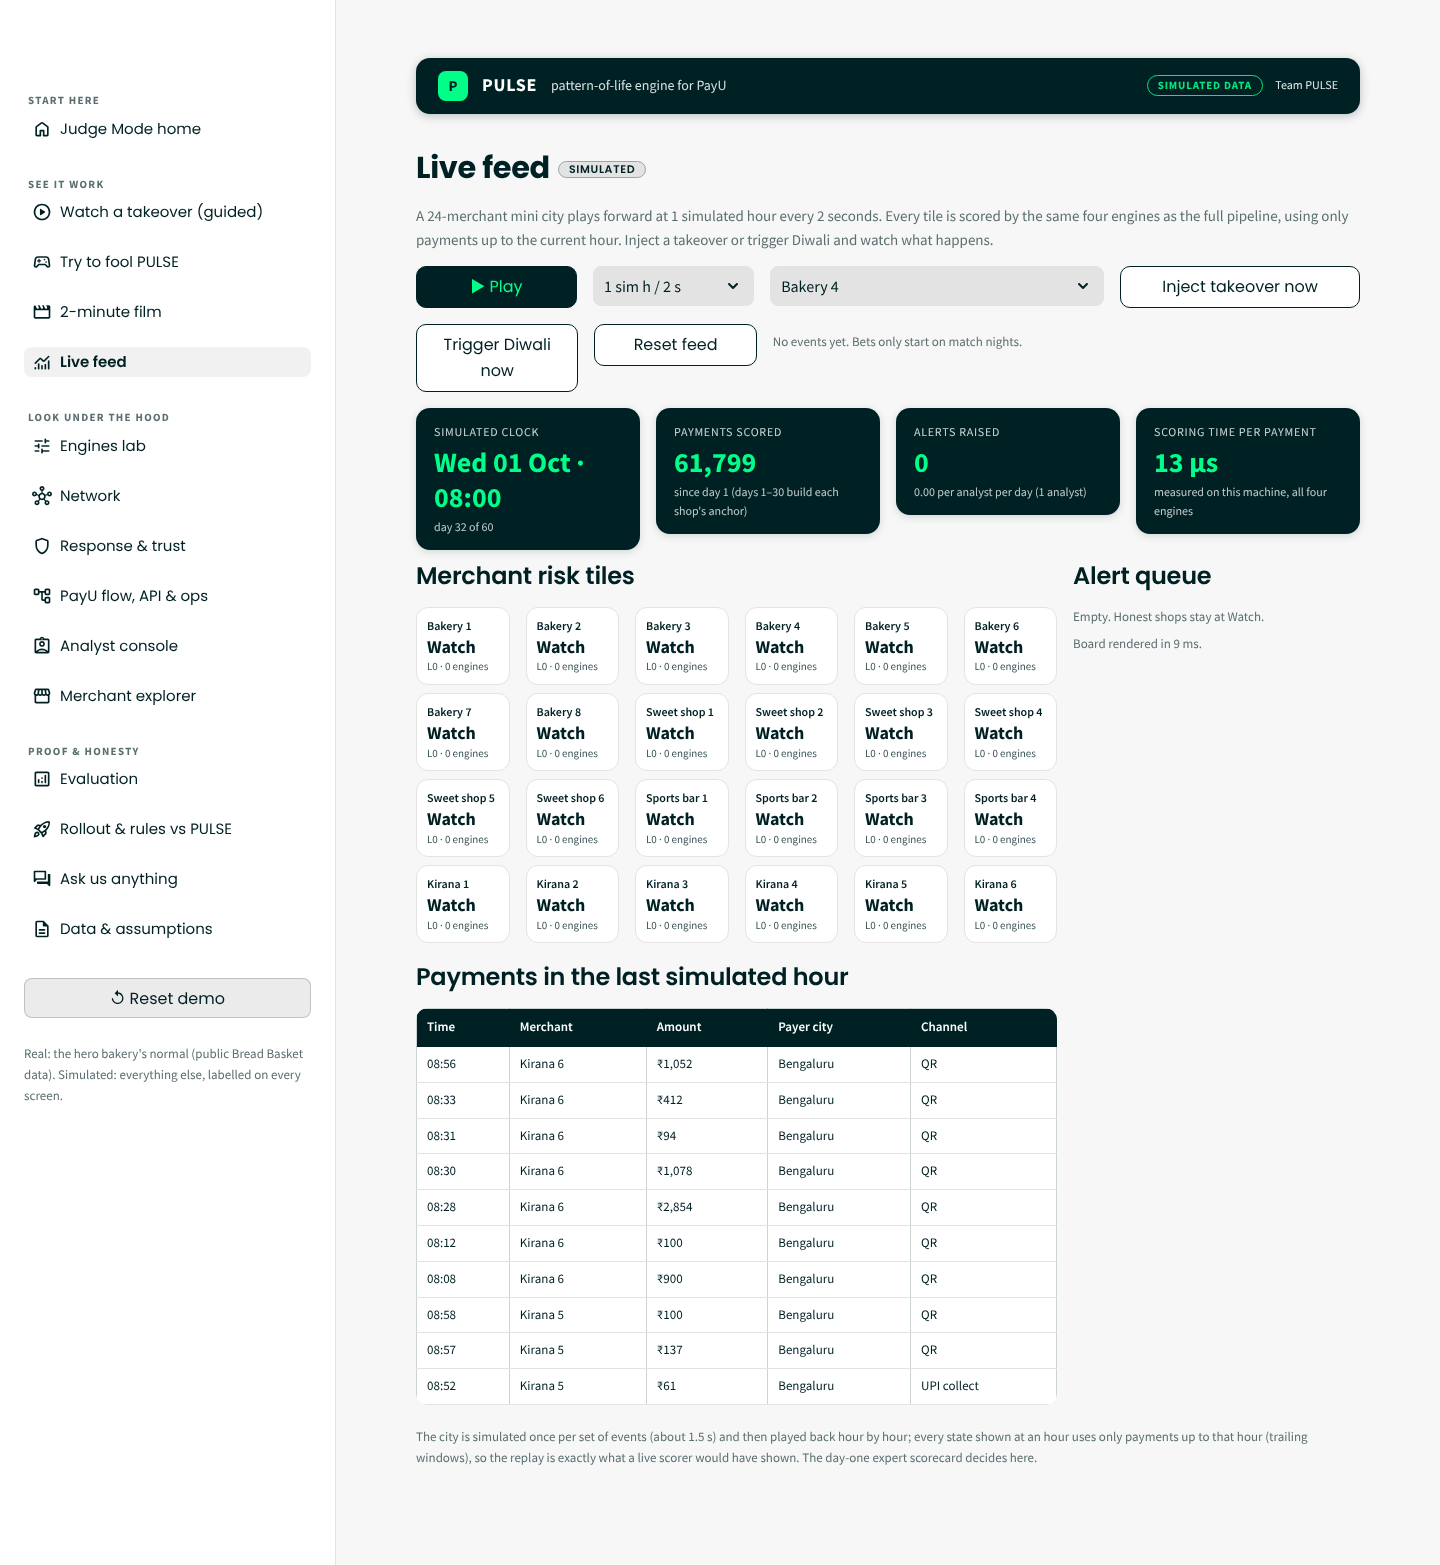 START HERE
Judge Mode home
SEE IT WORK
Watch a takeover (guided)
Try to fool PULSE
2-minute film
Live feed
LOOK UNDER THE HOOD
Engines lab
Network
Response & trust
PayU flow, API & ops
Analyst console
Merchant explorer
PROOF & HONESTY
Evaluation
Rollout & rules vs PULSE
Ask us anything
Data & assumptions
Reset demo
Real: the hero bakery's normal (public Bread Basket
data). Simulated: everything else, labelled on every
screen.
P PULSE pattern-of-life engine for PayU SIMULATED DATA Team PULSE
Live feed SIMULATED
A 24-merchant mini city plays forward at 1 simulated hour every 2 seconds. Every tile is scored by the same four engines as the full pipeline, using only
payments up to the current hour. Inject a takeover or trigger Diwali and watch what happens.
Play 1 sim h / 2 s Bakery 4 Inject takeover now
Trigger Diwali
now
Reset feed
No events yet. Bets only start on match nights.
SIMULATED CLOCK
Wed 01 Oct ·
08:00
day 32 of 60
PAYMENTS SCORED
61,799
since day 1 (days 1–30 build each
shop's anchor)
ALERTS RAISED
0
0.00 per analyst per day (1 analyst)
SCORING TIME PER PAYMENT
13 µs
measured on this machine, all four
engines
Merchant risk tiles
Bakery 1 Bakery 2 Bakery 3 Bakery 4 Bakery 5 Bakery 6
Watch Watch Watch Watch Watch Watch
L0 · 0 engines L0 · 0 engines L0 · 0 engines L0 · 0 engines L0 · 0 engines L0 · 0 engines
Bakery 7 Bakery 8 Sweet shop 1 Sweet shop 2 Sweet shop 3 Sweet shop 4
Watch Watch Watch Watch Watch Watch
L0 · 0 engines L0 · 0 engines L0 · 0 engines L0 · 0 engines L0 · 0 engines L0 · 0 engines
Sweet shop 5 Sweet shop 6 Sports bar 1 Sports bar 2 Sports bar 3 Sports bar 4
Watch Watch Watch Watch Watch Watch
L0 · 0 engines L0 · 0 engines L0 · 0 engines L0 · 0 engines L0 · 0 engines L0 · 0 engines
Kirana 1 Kirana 2 Kirana 3 Kirana 4 Kirana 5 Kirana 6
Watch Watch Watch Watch Watch Watch
L0 · 0 engines L0 · 0 engines L0 · 0 engines L0 · 0 engines L0 · 0 engines L0 · 0 engines
Alert queue
Empty. Honest shops stay at Watch.
Board rendered in 9 ms.
Payments in the last simulated hour
Time Merchant Amount Payer city Channel
08:56 Kirana 6 ₹1,052 Bengaluru QR
08:33 Kirana 6 ₹412 Bengaluru QR
08:31 Kirana 6 ₹94 Bengaluru QR
08:30 Kirana 6 ₹1,078 Bengaluru QR
08:28 Kirana 6 ₹2,854 Bengaluru QR
08:12 Kirana 6 ₹100 Bengaluru QR
08:08 Kirana 6 ₹900 Bengaluru QR
08:58 Kirana 5 ₹100 Bengaluru QR
08:57 Kirana 5 ₹137 Bengaluru QR
08:52 Kirana 5 ₹61 Bengaluru UPI collect
The city is simulated once per set of events (about 1.5 s) and then played back hour by hour; every state shown at an hour uses only payments up to that hour (trailing
windows), so the replay is exactly what a live scorer would have shown. The day-one expert scorecard decides here.